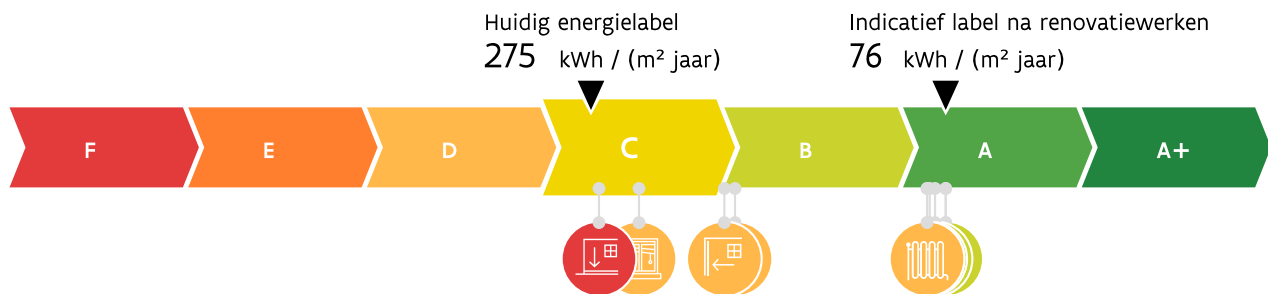 Huidig energielabel
275 kWh / (m² jaar)
Indicatief label na renovatiewerken
76 kWh / (m² jaar)
F E D C B A A+